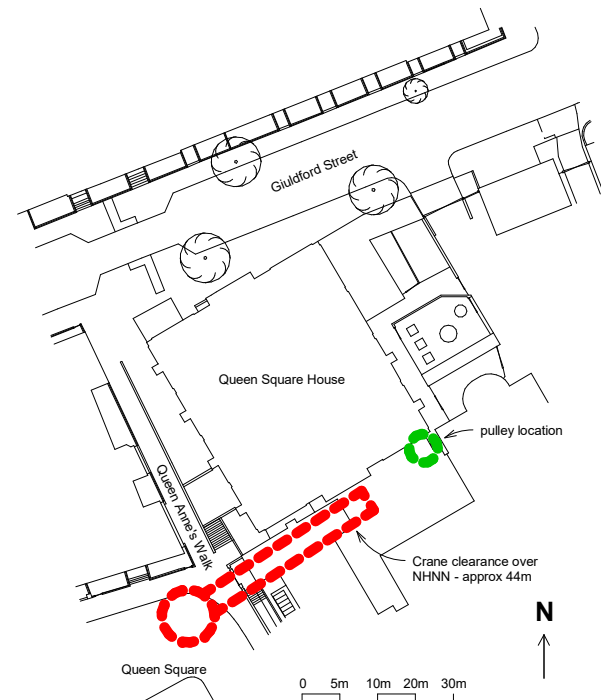 Giuldford Street
Queen Square House
pulley location
Queen Anne's Walk
Crane clearance over
NHNN - approx 44m
N
Queen Square
0 5m 10m 20m 30m